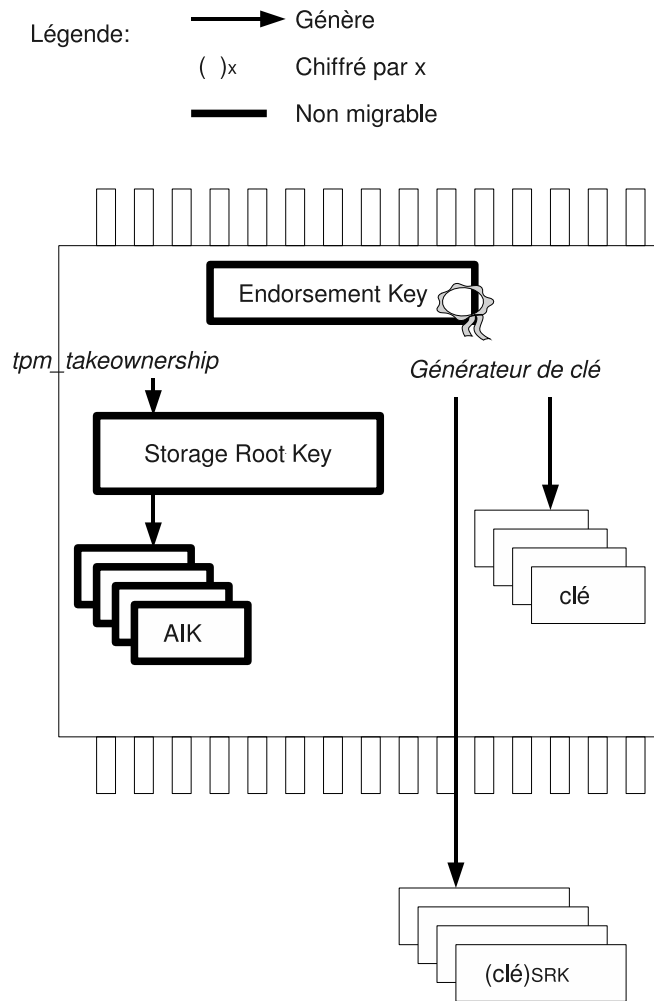 Légende:
Génère
( )x
Chiffré par x
Non migrable
Endorsement Key
tpm_takeownership
Générateur de clé
Storage Root Key
clé
AIK
(clé)SRK